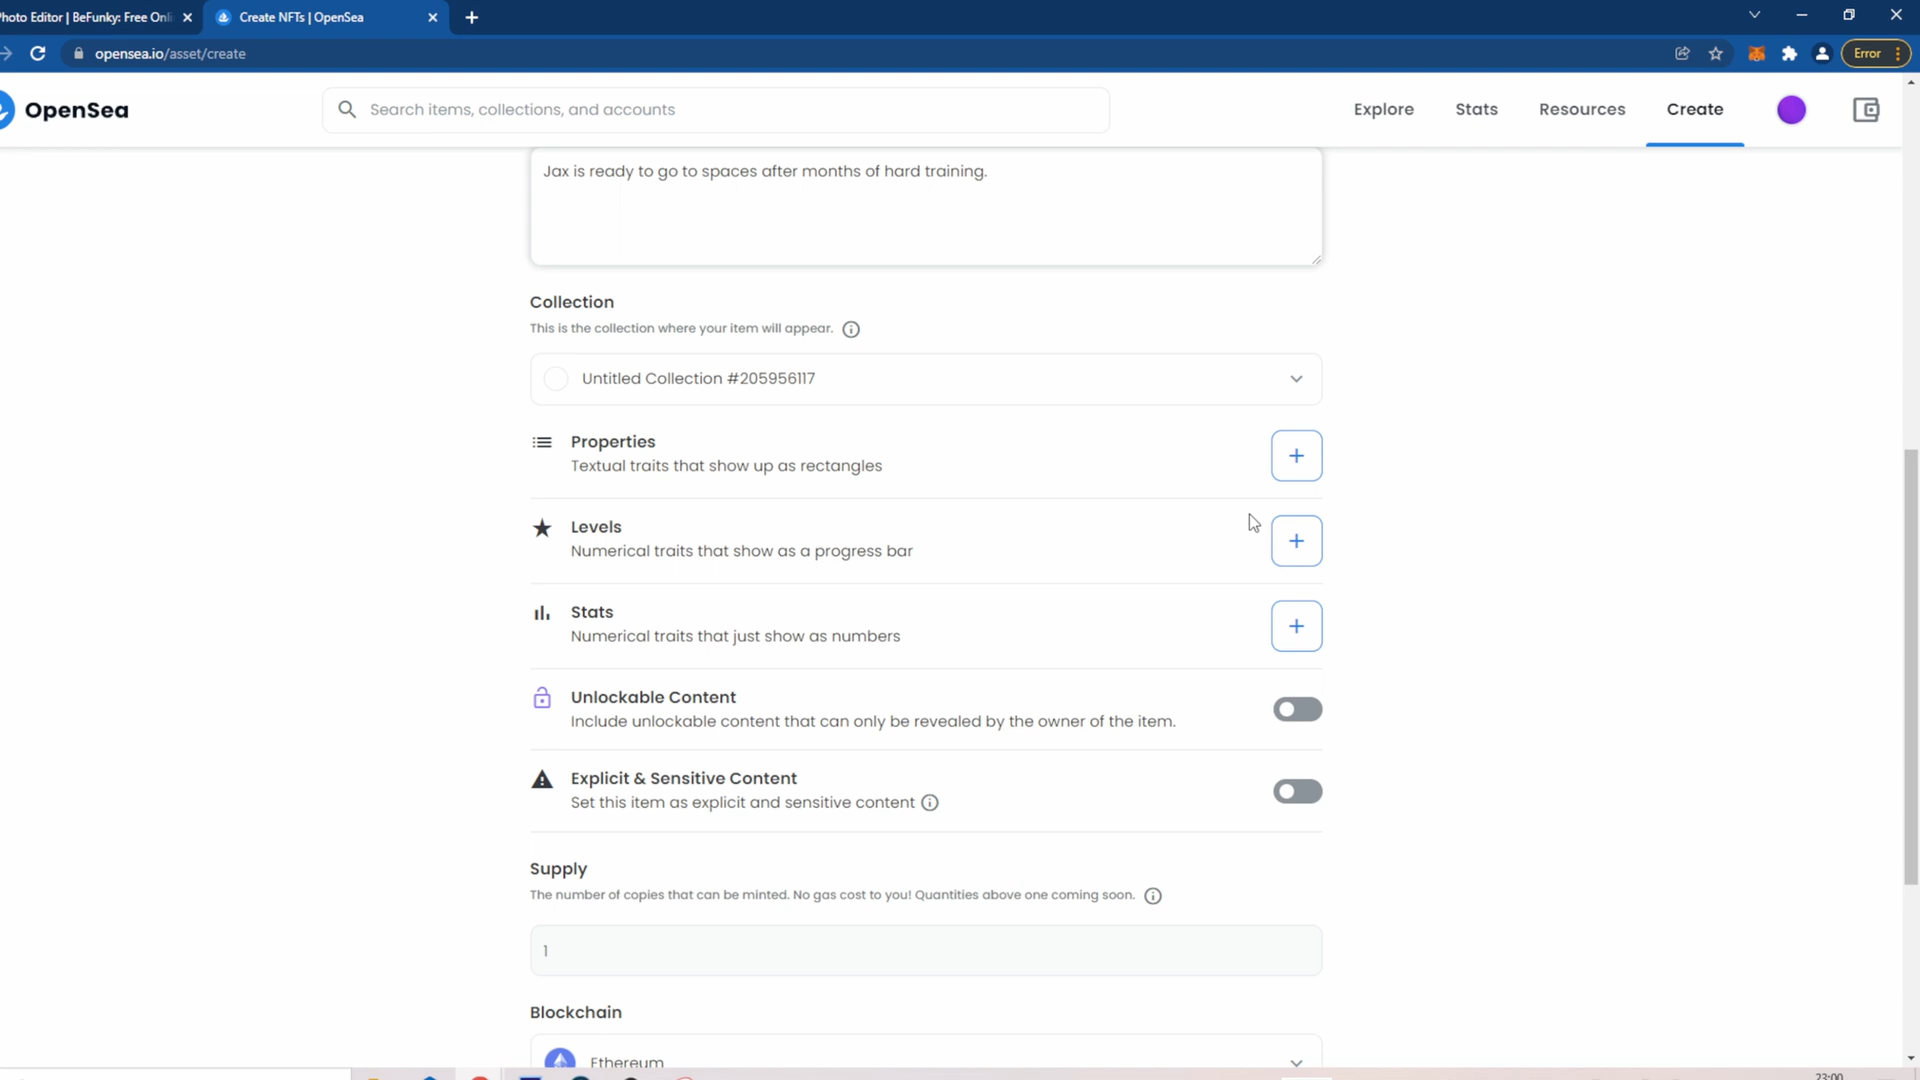 hoto Editor | BeFunky: Free Onli
Create NFTs | OpenSea
opensea.io/asset/create
Error
OpenSea
Search items, collections, and accounts
Explore
Stats
Resources
Create
Jax is ready to go to spaces after months of hard training.
Collection
This is the collection where your item will appear.
Untitled Collection #205956117
Properties
Textual traits that show up as rectangles
Levels
Numerical traits that show as a progress bar
Stats
Numerical traits that just show as numbers
Unlockable Content
Include unlockable content that can only be revealed by the owner of the item.
Explicit & Sensitive Content
Set this item as explicit and sensitive content
Supply
The number of copies that can be minted. No gas cost to you! Quantities above one coming soon.
1
Blockchain
Ethereum
23:00